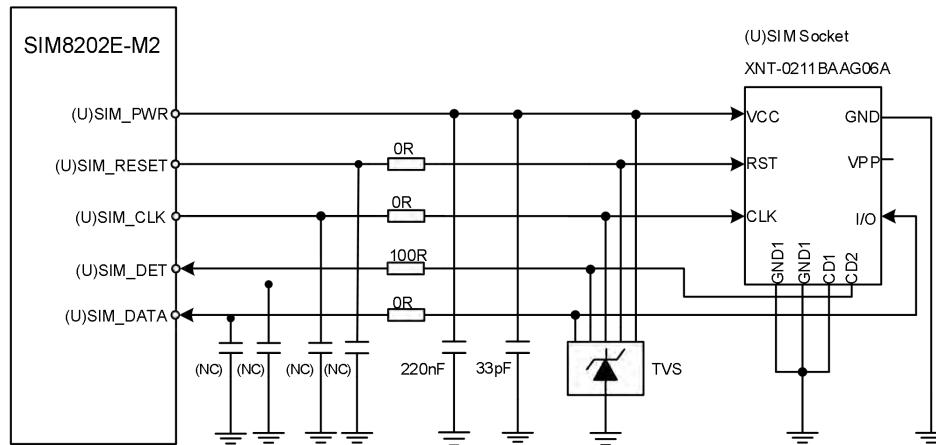 SIM8202E-M2
(U)SIM Socket
XNT-0211BAAG06A
(U)SIM_PWR
VCC
GND
0R
(U)SIM_RESET
RST
VPP
0R
(U)SIM_CLK
CLK
I/O
100R
(U)SIM_DET
GND1
GND1
CD1
CD2
0R
(U)SIM_DATA
(NC)
(NC)
(NC)
(NC)
220nF
33pF
TVS